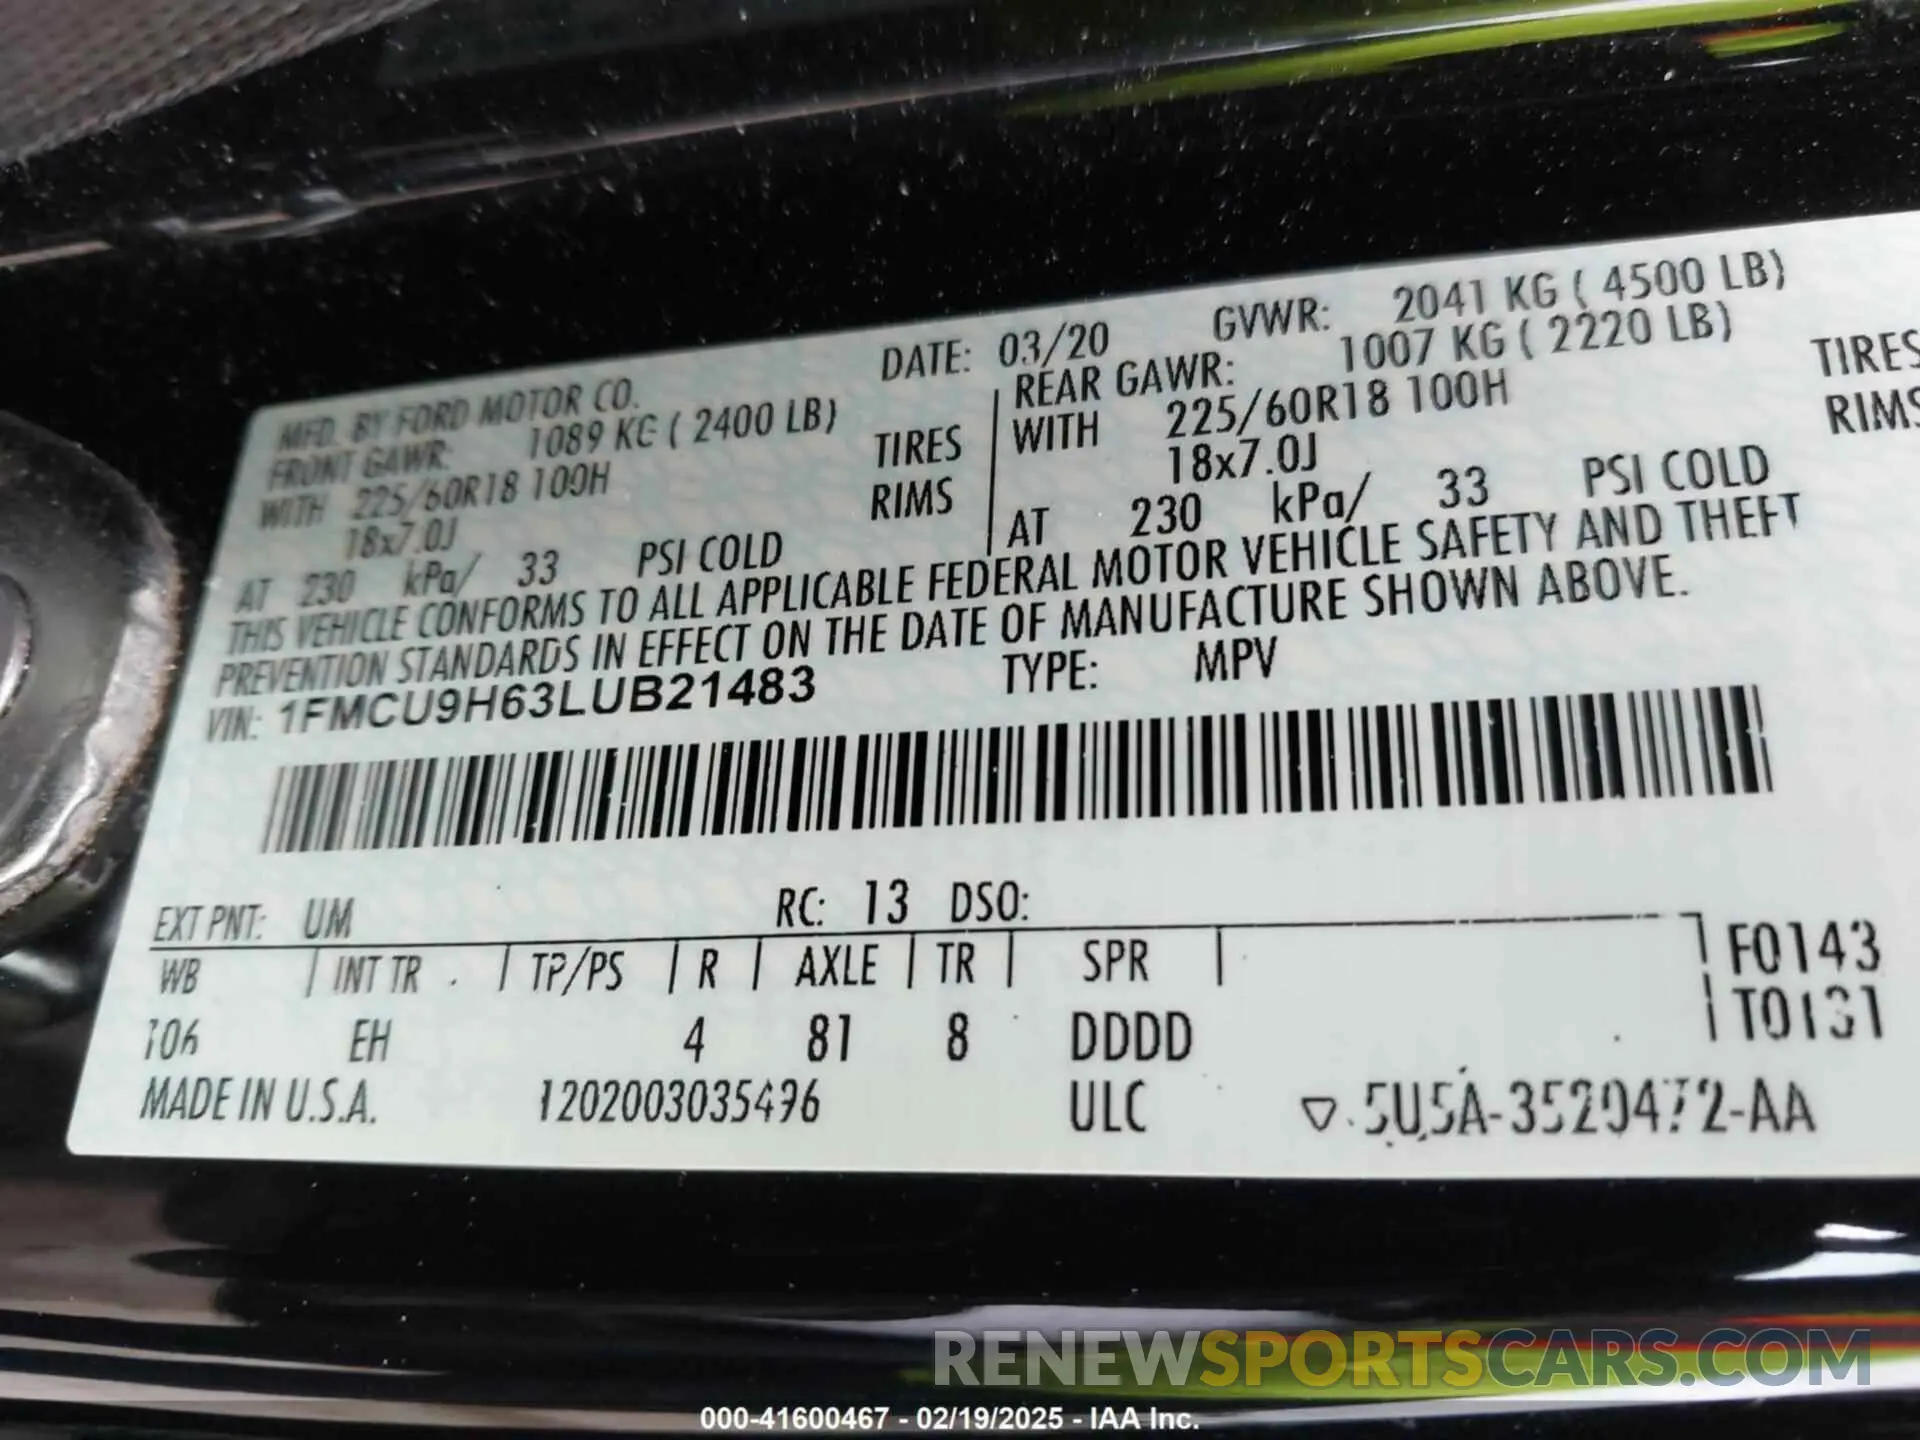 MFD. BY FORD MOTOR CO. DATE: 03/20 GVWR: 2041 KG ( 4500 LB)
FRONT GAWR: 1089 KG ( 2400 LB) REAR GAWR: 1007 KG ( 2220 LB)
WITH 225/60R18 100H TIRES WITH 225/60R18 100H TIRES
18x7.0J RIMS 18x7.0J RIMS
AT 230 kPa/ 33 PSI COLD AT 230 kPa/ 33 PSI COLD
THIS VEHICLE CONFORMS TO ALL APPLICABLE FEDERAL MOTOR VEHICLE SAFETY AND THEFT
PREVENTION STANDARDS IN EFFECT ON THE DATE OF MANUFACTURE SHOWN ABOVE.
VIN: 1FMCU9H63LUB21483 TYPE: MPV
EXT PNT: UM RC: 13 DSO:
WB | INT TR | TP/PS | R | AXLE | TR | SPR | F0143
T0131
106 EH 4 81 8 DDDD
MADE IN U.S.A. 1202003035496 ULC ▽ 5U5A-3520472-AA
RENEWSPORTSCARS.COM
000-41600467 - 02/19/2025 - IAA Inc.